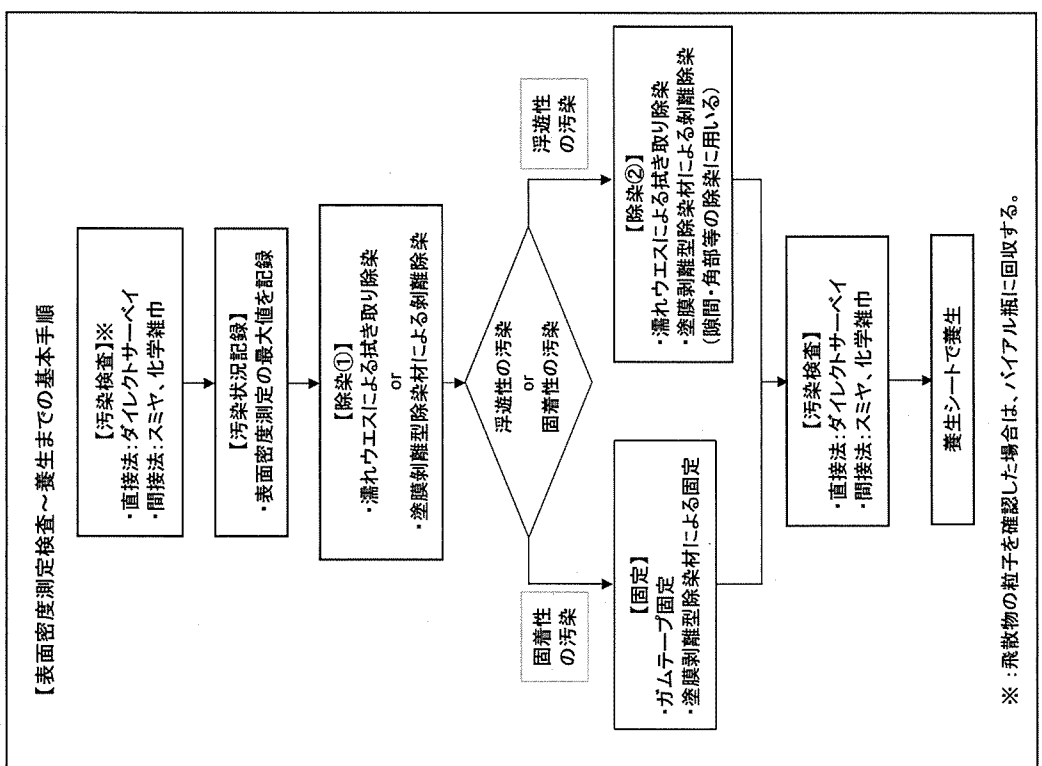 【表面密度測定検査～養生までの基本手順】
【汚染検査】※
・直接法:ダイレクトサーベイ
・間接法:スミヤ、化学雑巾
【汚染状況記録】
・表面密度測定の最大値を記録
【除染①】
・濡れウエスによる拭き取り除染
or
・塗膜剥離型除染材による剥離除染
浮遊性の汚染
or
固着性の汚染
固着性
の汚染
浮遊性
の汚染
【固定】
・ガムテープ固定
・塗膜剥離型除染材による固定
【除染②】
・濡れウエスによる拭き取り除染
・塗膜剥離型除染材による剥離除染
(隙間・角部等の除染に用いる)
【汚染検査】
・直接法:ダイレクトサーベイ
・間接法:スミヤ、化学雑巾
養生シートで養生
※:飛散物の粒子を確認した場合は、バイアル瓶に回収する。